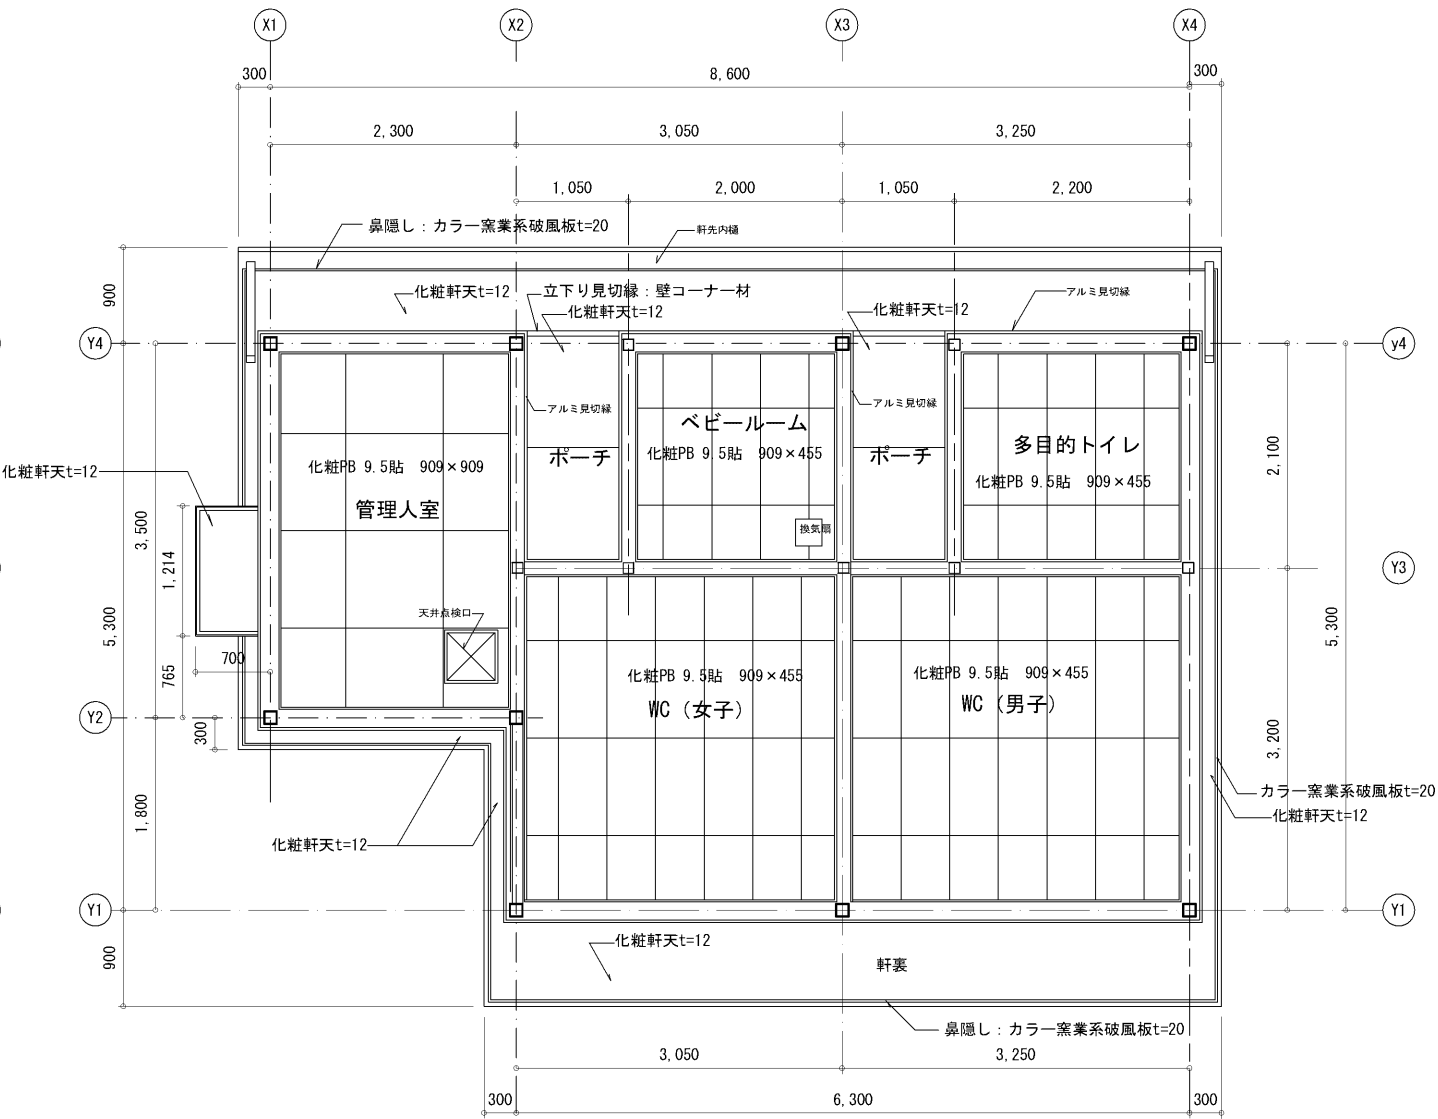 X1
X2
X3
X4
300
8,600
300
2,300
3,050
3,250
1,050
2,000
1,050
2,200
鼻隠し：カラー窯業系破風板t=20
軒先内樋
900
化粧軒天t=12
立下り見切縁：壁コーナー材
化粧軒天t=12
化粧軒天t=12
アルミ見切縁
Y4
y4
アルミ見切縁
アルミ見切縁
ベビールーム
多目的トイレ
2,100
化粧軒天t=12
化粧PB 9.5貼 909×909
ポーチ
化粧PB 9.5貼 909×455
ポーチ
化粧PB 9.5貼 909×455
管理人室
3,500
換気扇
1,214
Y3
5,300
天井点検口
5,300
700
765
化粧PB 9.5貼 909×455
化粧PB 9.5貼 909×455
WC（女子）
WC（男子）
Y2
300
3,200
カラー窯業系破風板t=20
1,800
化粧軒天t=12
化粧軒天t=12
Y1
Y1
900
化粧軒天t=12
軒裏
鼻隠し：カラー窯業系破風板t=20
3,050
3,250
300
6,300
300